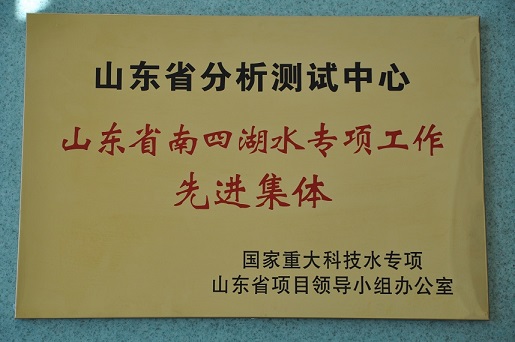 山东省分析测试中心
山东省南四湖水专项工作
先进集体
国家重大科技水专项
山东省项目领导小组办公室